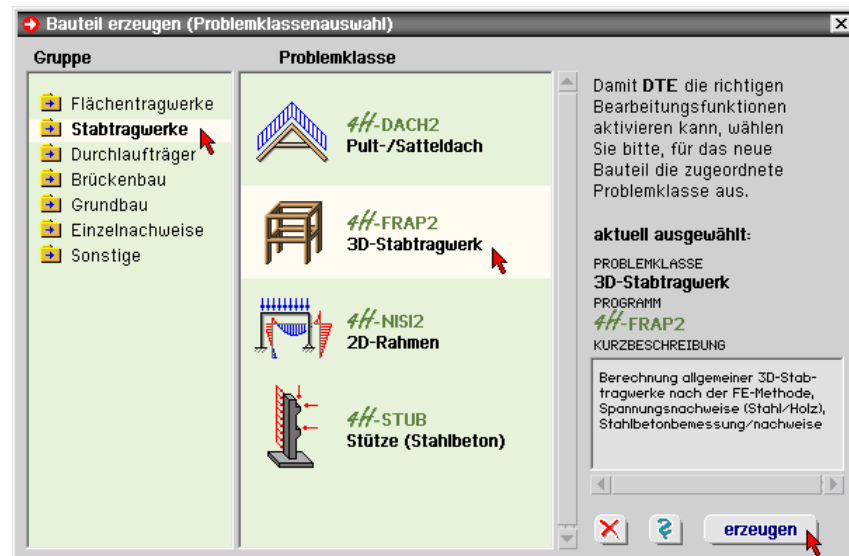 Bauteil erzeugen (Problemklassenauswahl)
Gruppe
Flächentragwerke
Stabtragwerke
Durchlaufträger
Brückenbau
Grundbau
Einzelnachweise
Sonstige
Problemklasse
4H-DACH2
Pult-/Satteldach
4H-FRAP2
3D-Stabtragwerk
4H-NISI2
2D-Rahmen
4H-STUB
Stütze (Stahlbeton)
Damit DTE die richtigen
Bearbeitungsfunktionen
aktivieren kann, wählen
Sie bitte, für das neue
Bauteil die zugeordnete
Problemklasse aus.
aktuell ausgewählt:
PROBLEMKLASSE
3D-Stabtragwerk
PROGRAMM
4H-FRAP2
KURZBESCHREIBUNG
Berechnung allgemeiner 3D-Stab-
tragwerke nach der FE-Methode,
Spannungsnachweise (Stahl/Holz),
Stahlbetonbemessung/nachweise
erzeugen